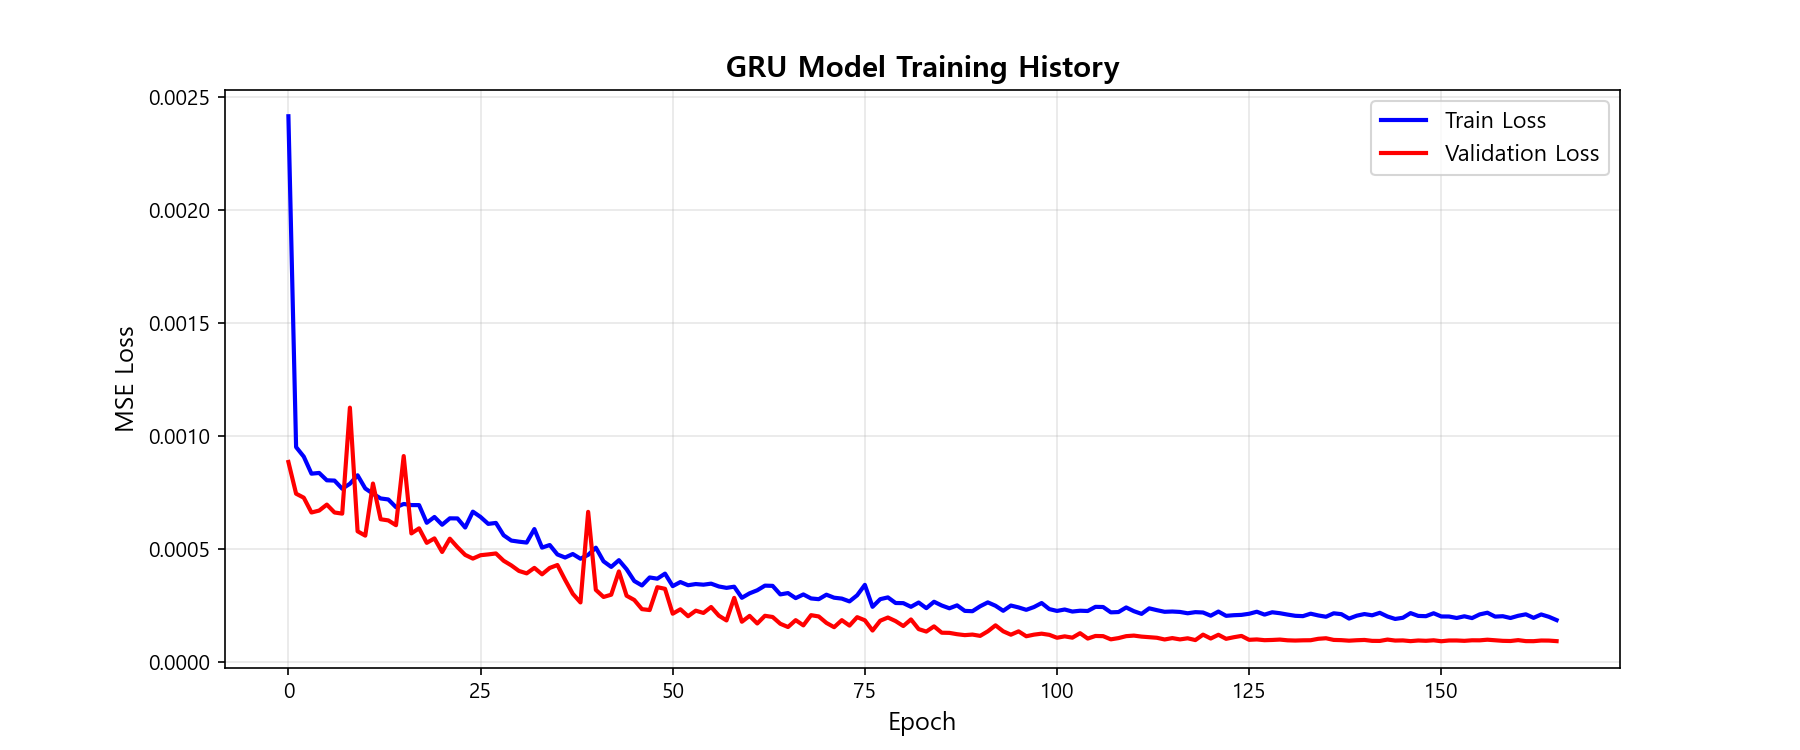 GRU Model Training History
Train Loss
Validation Loss
0.0025
0.0020
0.0015
0.0010
0.0005
0.0000
MSE Loss
0 25 50 75 100 125 150
Epoch